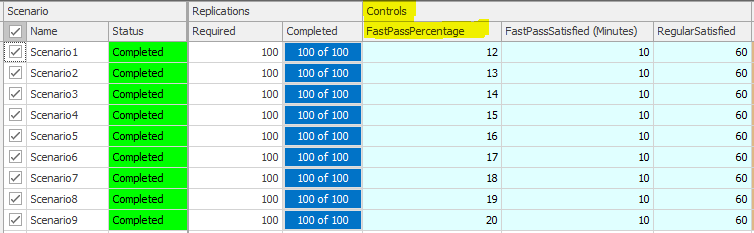 Scenario Replications Controls
Name Status Required Completed FastPassPercentage FastPassSatisfied (Minutes) RegularSatisfied
Scenario1 Completed 100 100 of 100 12 10 60
Scenario2 Completed 100 100 of 100 13 10 60
Scenario3 Completed 100 100 of 100 14 10 60
Scenario4 Completed 100 100 of 100 15 10 60
Scenario5 Completed 100 100 of 100 16 10 60
Scenario6 Completed 100 100 of 100 17 10 60
Scenario7 Completed 100 100 of 100 18 10 60
Scenario8 Completed 100 100 of 100 19 10 60
Scenario9 Completed 100 100 of 100 20 10 60